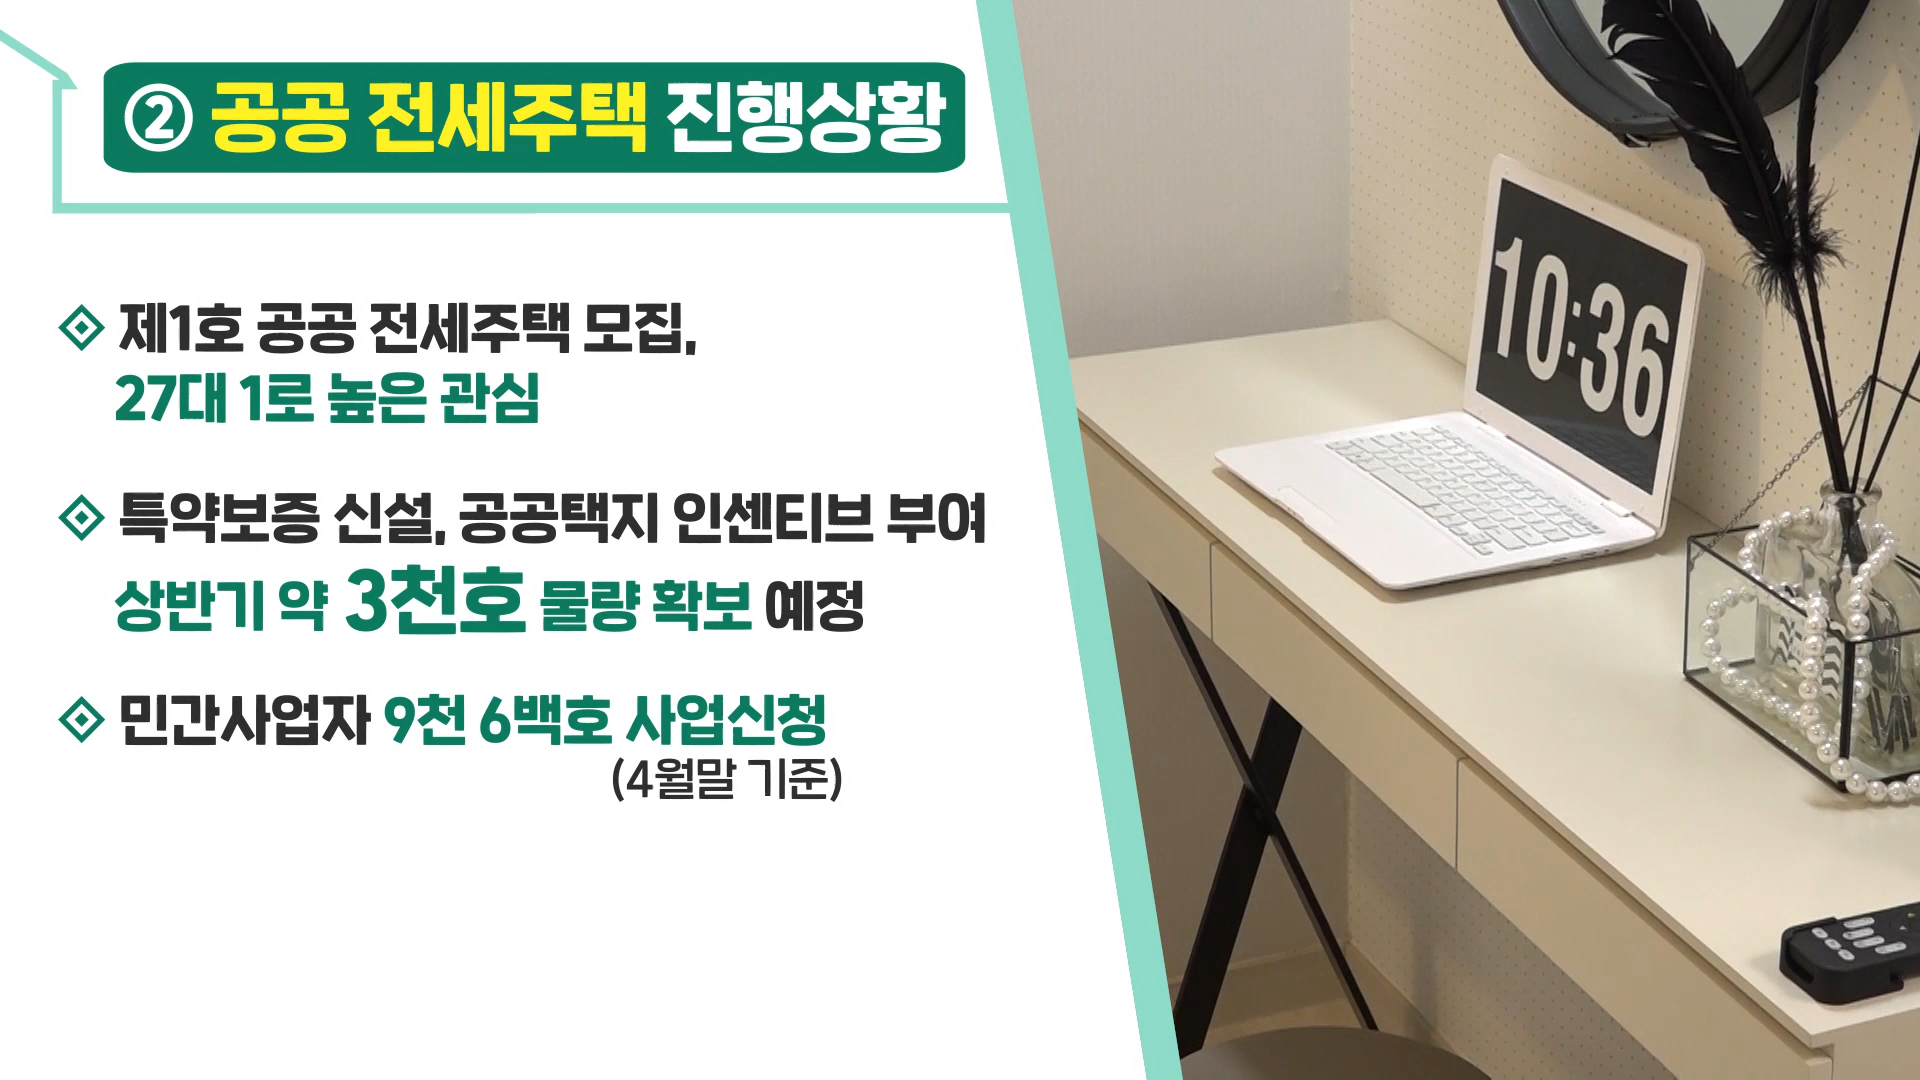 ② 공공 전세주택 진행상황
제1호 공공 전세주택 모집,
27대 1로 높은 관심
특약보증 신설, 공공택지 인센티브 부여
상반기 약 3천호 물량 확보 예정
민간사업자 9천 6백호 사업신청
(4월말 기준)
10:36